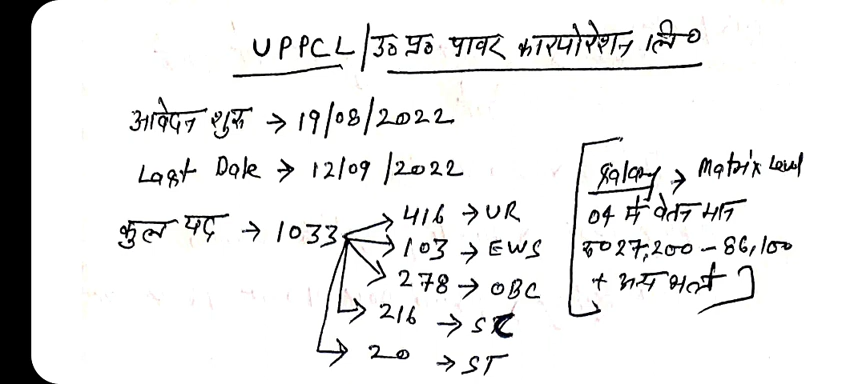 UPPCL/उ० प्र० पावर कारपोरेशन लि०
आवेदन शुरू → 19/08/2022
Last Date → 12/09/2022
कुल पद → 1033
416 → UR
103 → EWS
278 → OBC
216 → SC
20 → ST
Salary → Matrix Level
04 में वेतन मान
रु० 27,200 - 86,100
+ अन्य भत्ते